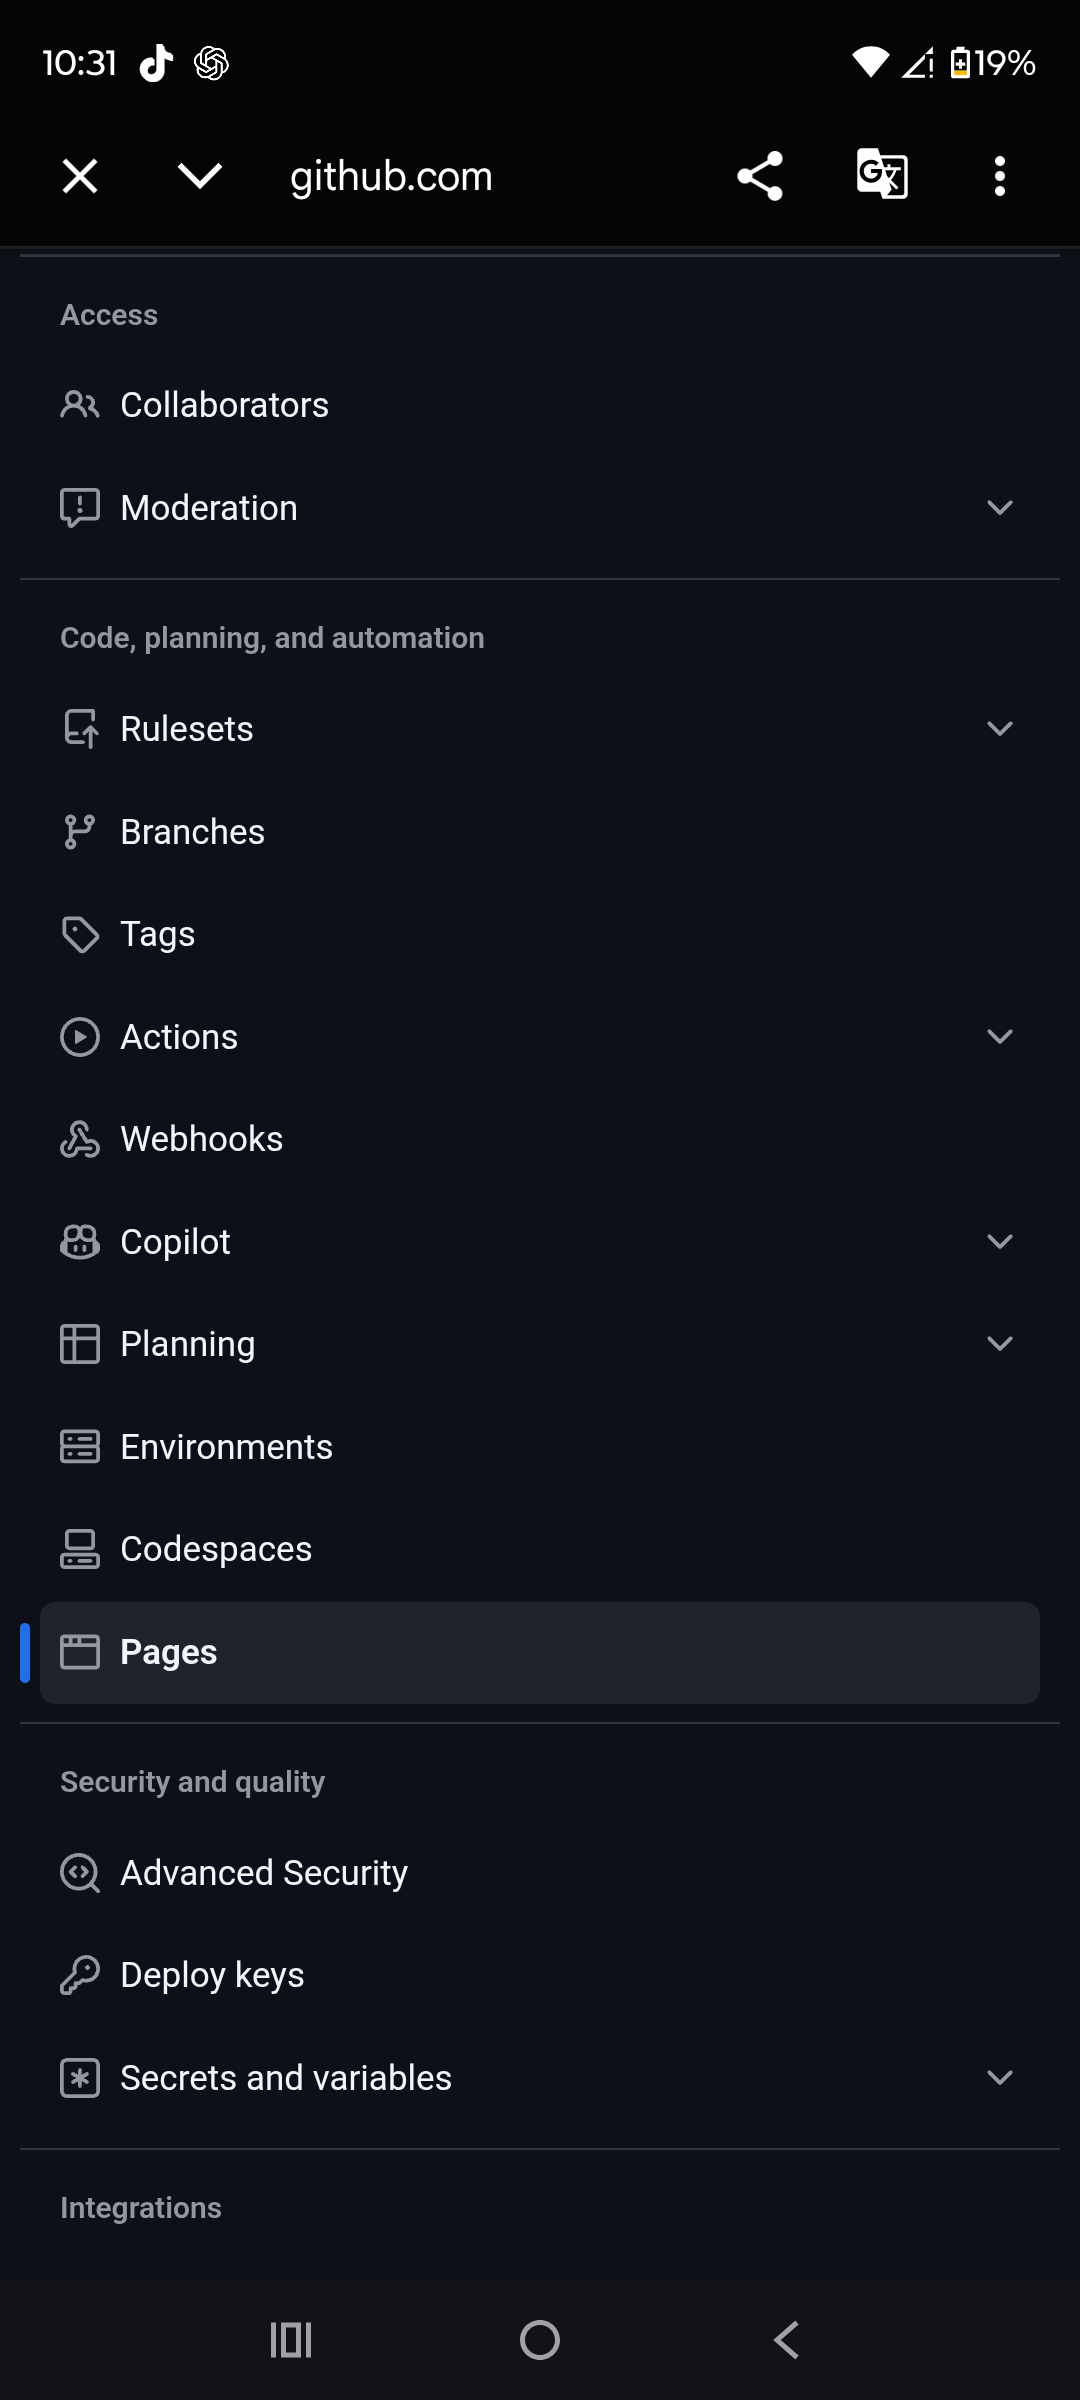 10:31
19%
github.com
Access
Collaborators
Moderation
Code, planning, and automation
Rulesets
Branches
Tags
Actions
Webhooks
Copilot
Planning
Environments
Codespaces
Pages
Security and quality
Advanced Security
Deploy keys
Secrets and variables
Integrations